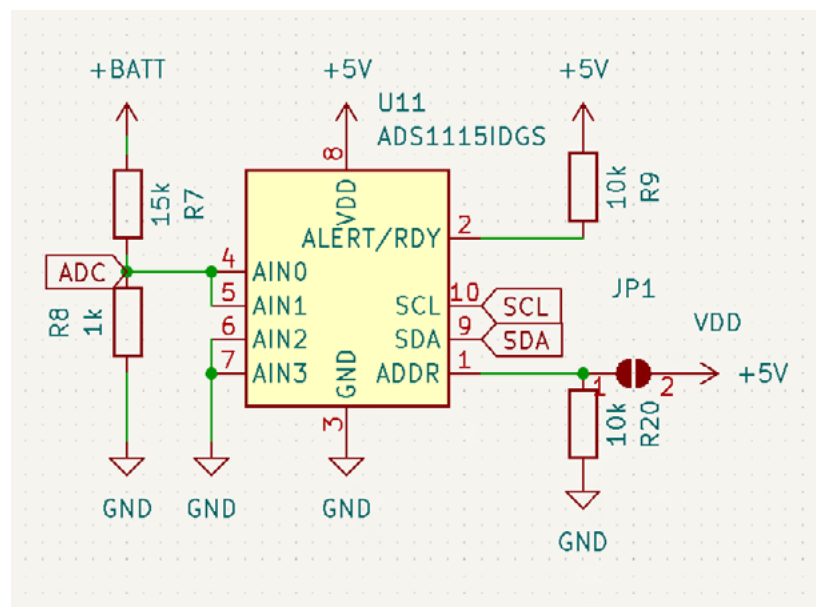 +BATT
+5V
+5V
U11
ADS1115IDGS
8
VDD
15k
R7
10k
R9
ALERT/RDY
2
ADC
4
AIN0
5
AIN1
SCL
10
SCL
R8
1k
6
AIN2
SDA
9
SDA
7
AIN3
GND
ADDR
1
JP1
VDD
1
2
+5V
3
10k
R20
GND
GND
GND
GND